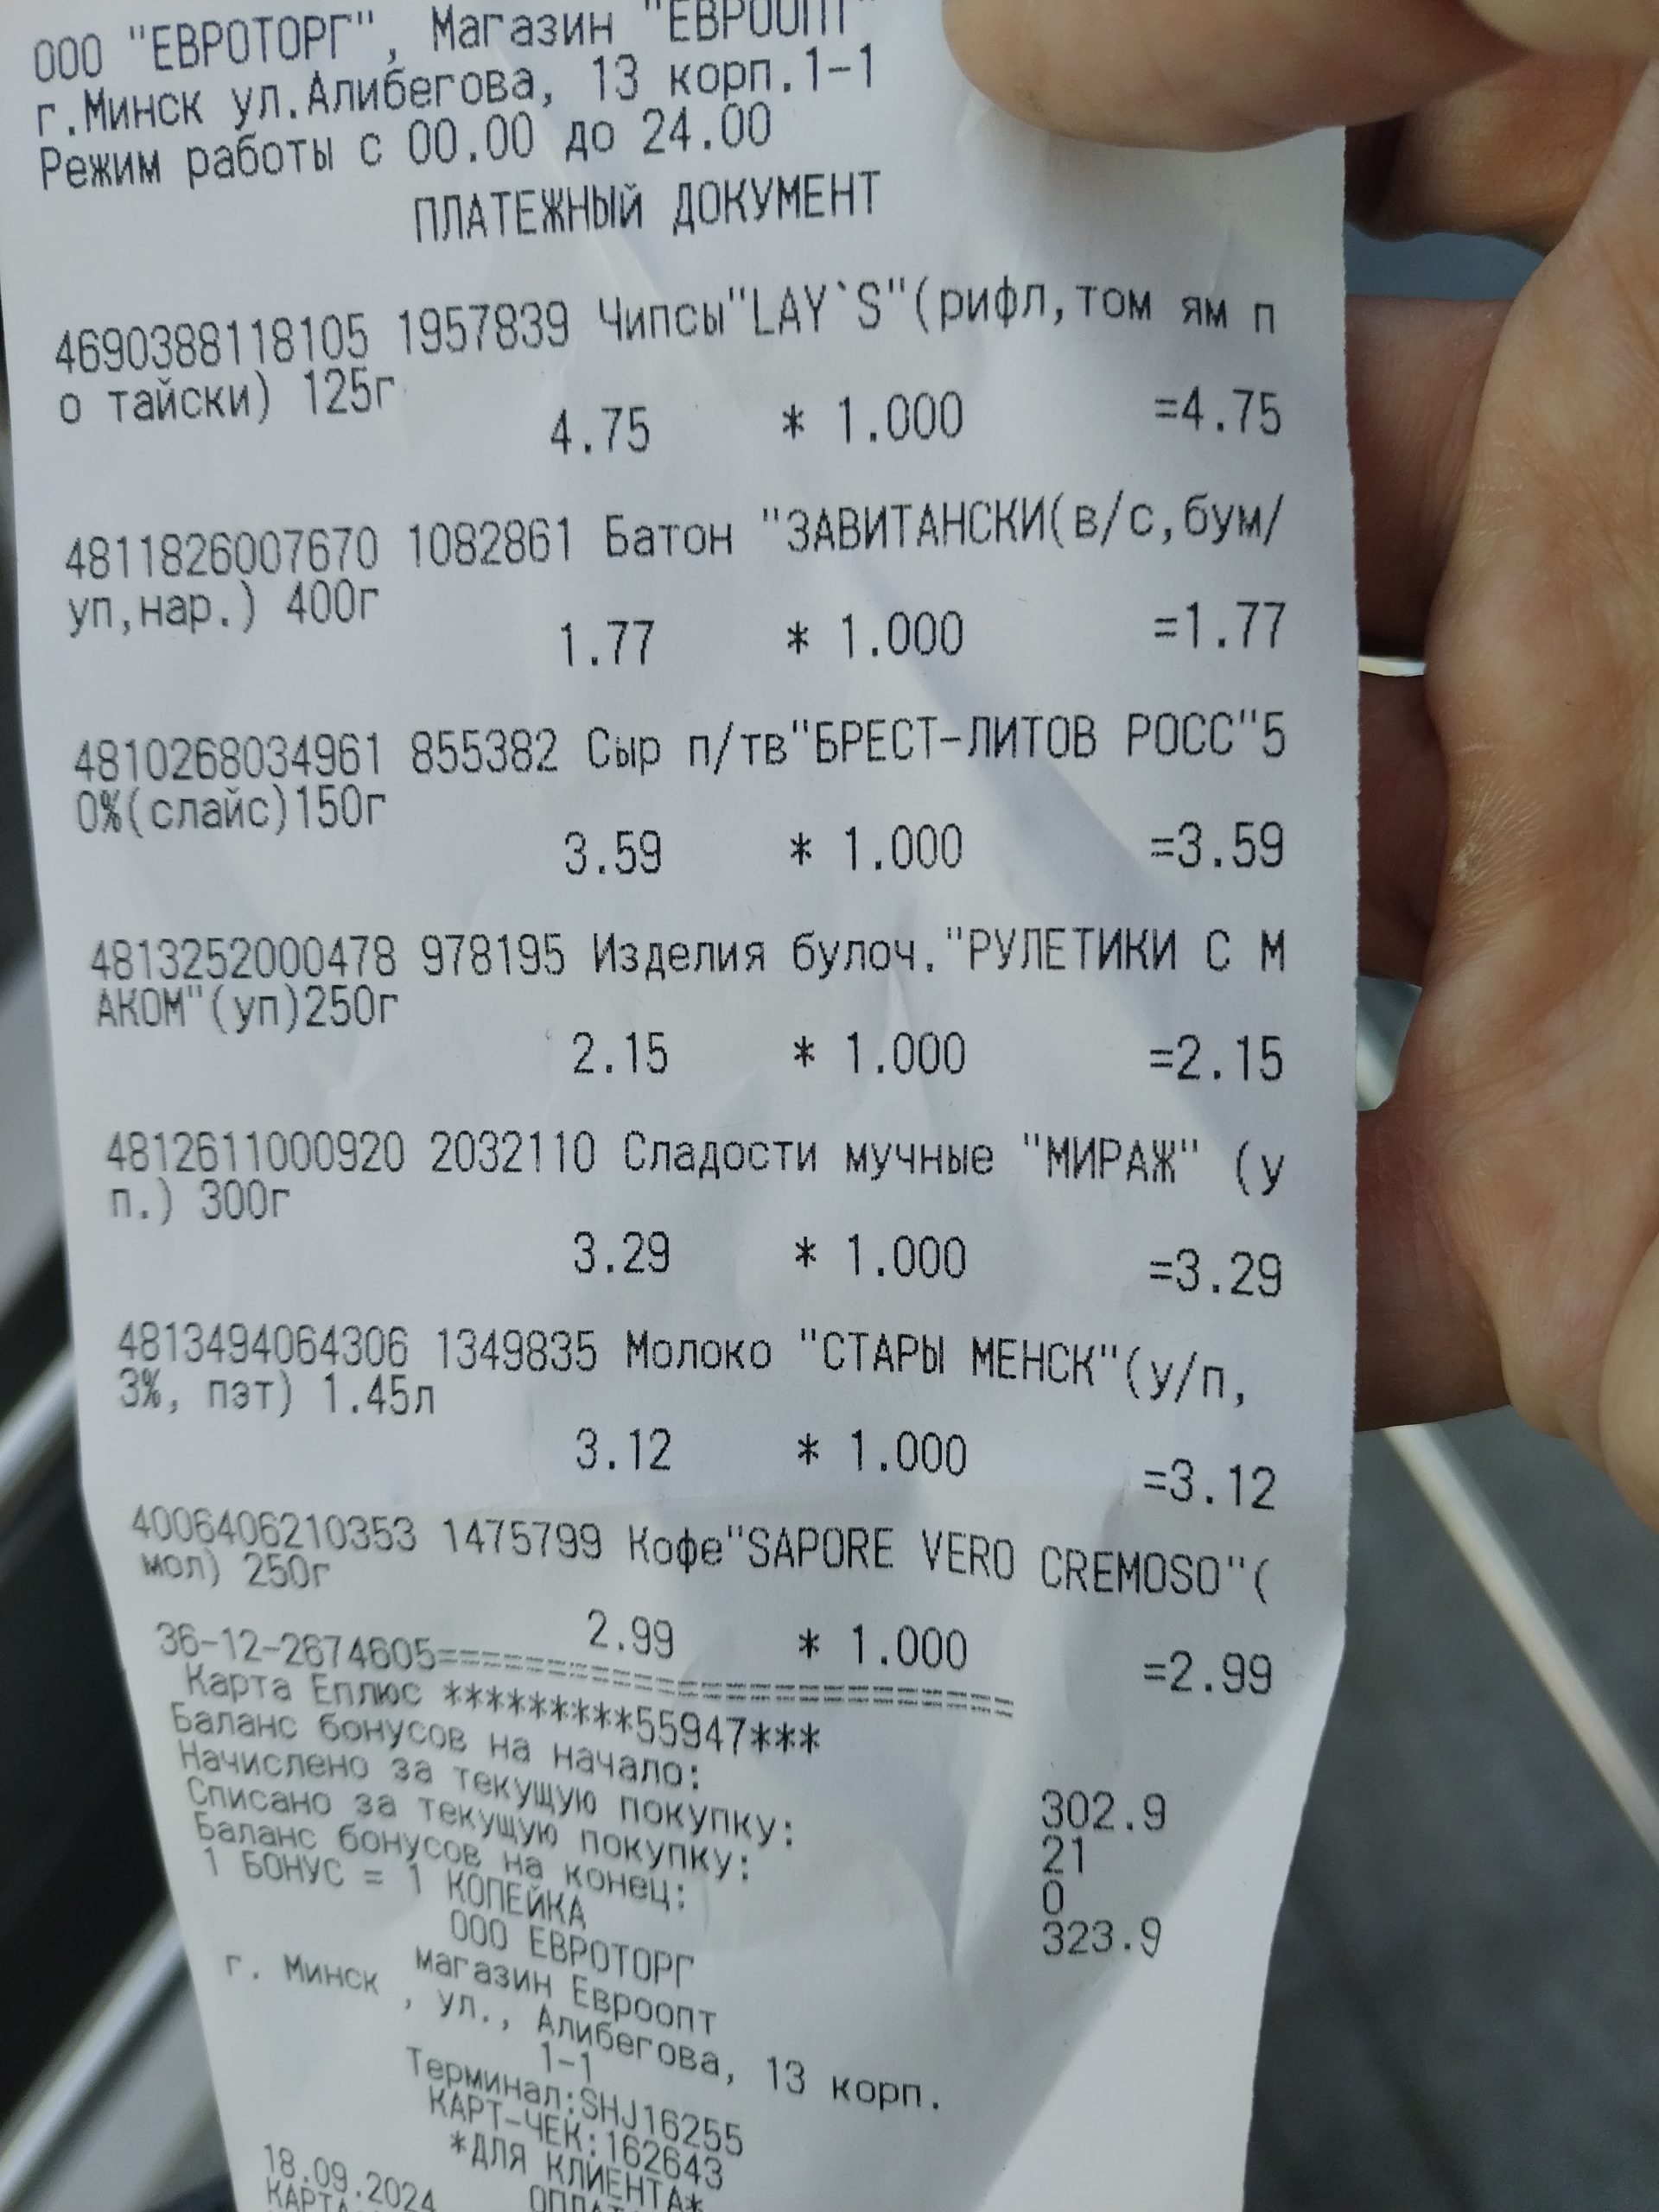 ООО "ЕВРОТОРГ", Магазин "ЕВРООПТ"
г.Минск ул.Алибегова, 13 корп.1-1
Режим работы с 00.00 до 24.00
ПЛАТЕЖНЫЙ ДОКУМЕНТ
4690388118105 1957839 Чипсы"LAY`S"(рифл,том ям п
о тайски) 125г
4.75 * 1.000 =4.75
4811826007670 1082861 Батон "ЗАВИТАНСКИ(в/с,бум/
уп,нар.) 400г
1.77 * 1.000 =1.77
4810268034961 855382 Сыр п/тв"БРЕСТ-ЛИТОВ РОСС"5
0%(слайс)150г
3.59 * 1.000 =3.59
4813252000478 978195 Изделия булоч."РУЛЕТИКИ С М
АКОМ"(уп)250г
2.15 * 1.000 =2.15
4812611000920 2032110 Сладости мучные "МИРАЖ" (у
п.) 300г
3.29 * 1.000 =3.29
4813494064306 1349835 Молоко "СТАРЫ МЕНСК"(у/п,
3%, пэт) 1.45л
3.12 * 1.000 =3.12
4006406210353 1475799 Кофе"SAPORE VERO CREMOSO"(
мол) 250г
2.99 * 1.000 =2.99
36-12-2674605==============================
Карта Еплюс *********55947***
Баланс бонусов на начало: 302.9
Начислено за текущую покупку: 21
Списано за текущую покупку: 0
Баланс бонусов на конец: 323.9
1 БОНУС = 1 КОПЕЙКА
ООО ЕВРОТОРГ
магазин Евроопт
г. Минск , ул., Алибегова, 13 корп.
1-1
Терминал:SHJ16255
КАРТ-ЧЕК:162643
*ДЛЯ КЛИЕНТА*
18.09.2024